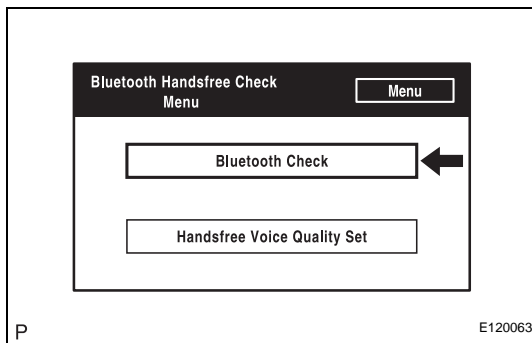 Bluetooth Handsfree Check
Menu
Menu
Bluetooth Check
Handsfree Voice Quality Set
P
E120063